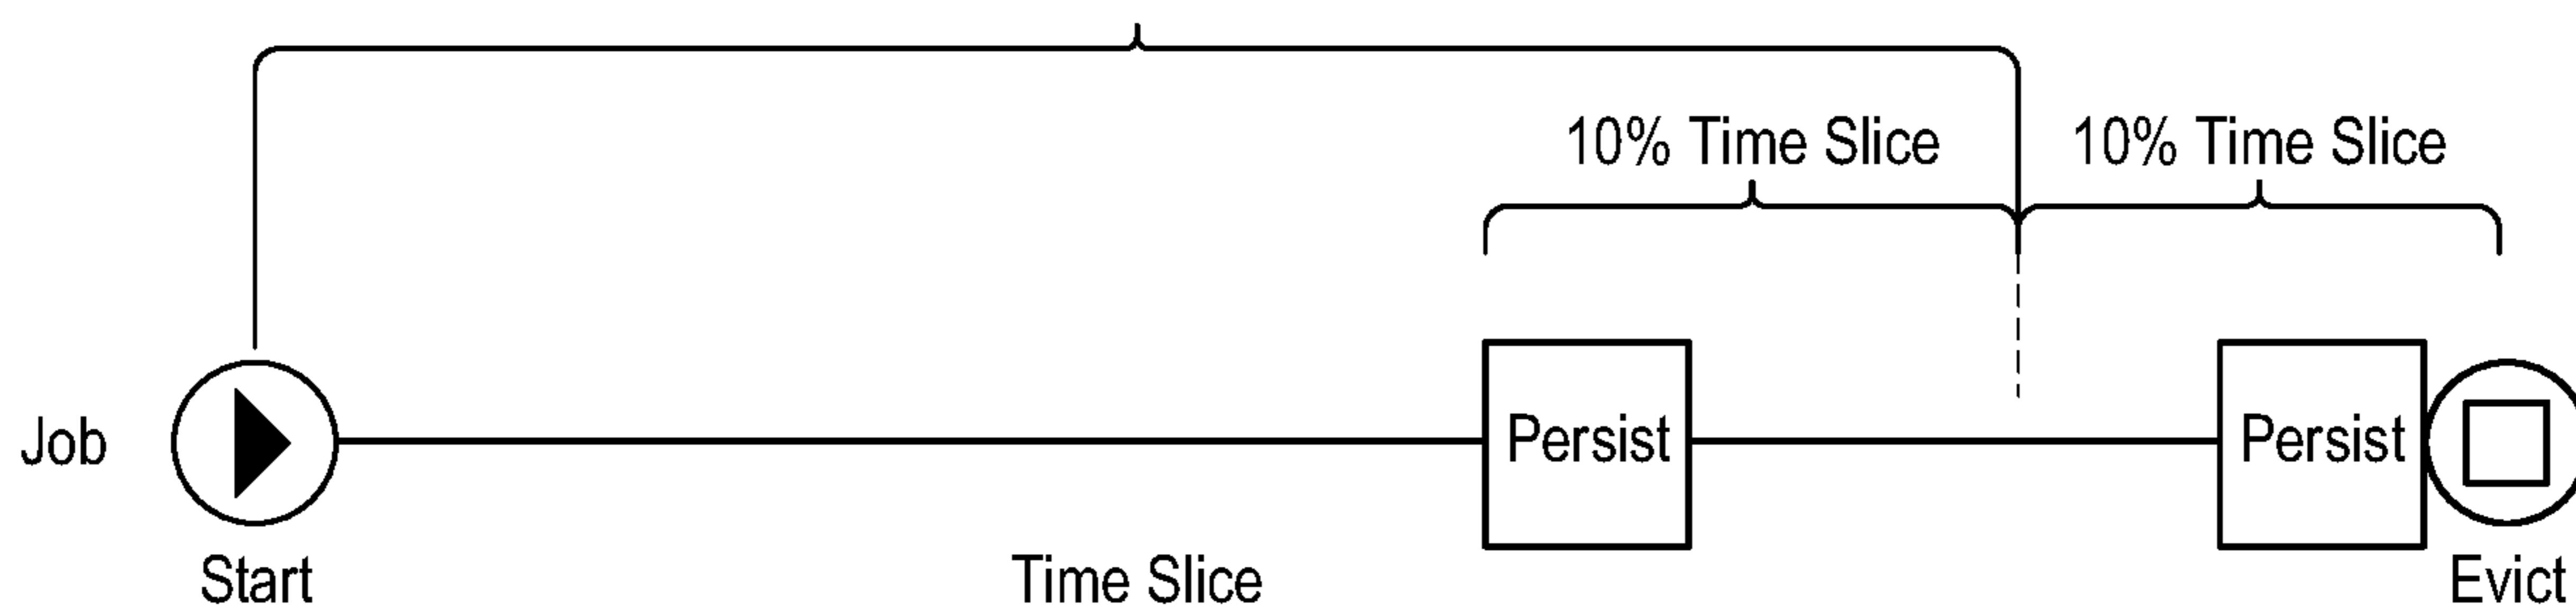 10% Time Slice
10% Time Slice
Job
Persist
Persist
Start
Time Slice
Evict